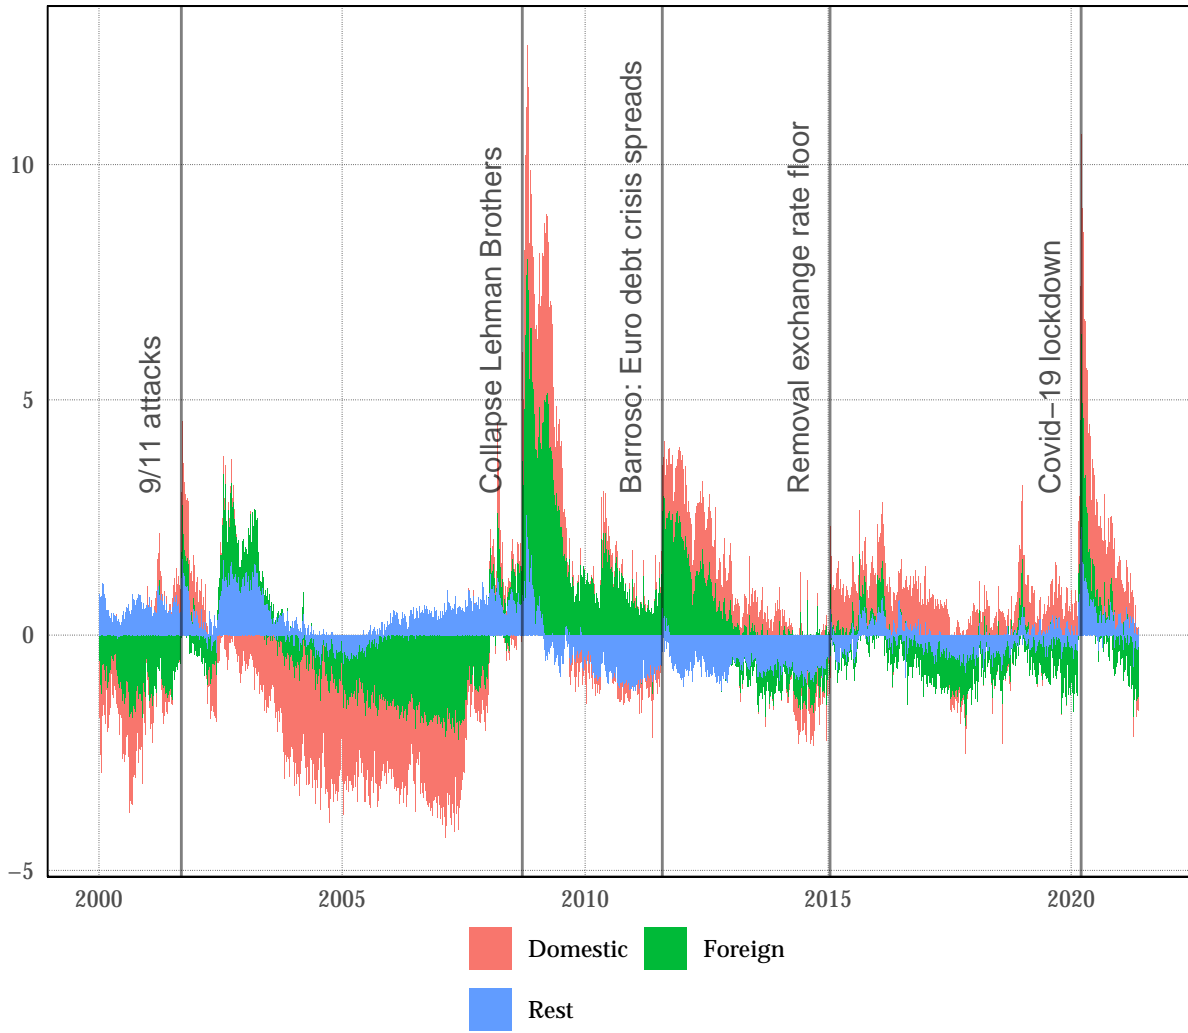 10
5
0
−5
9/11 attacks
Collapse Lehman Brothers
Barroso: Euro debt crisis spreads
Removal exchange rate floor
Covid−19 lockdown
2000
2005
2010
2015
2020
Domestic
Foreign
Rest